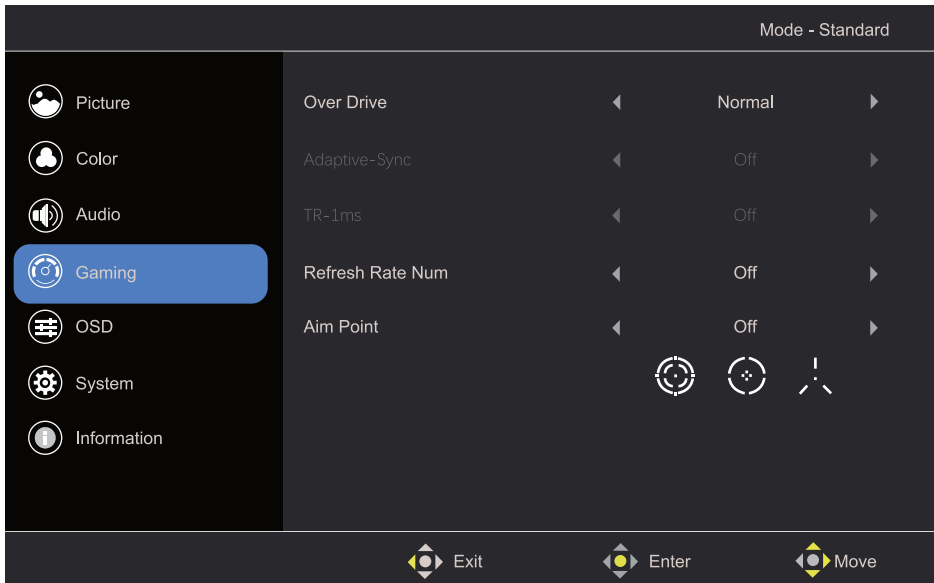 Mode - Standard
Picture
Color
Audio
Gaming
OSD
System
Information
Over Drive Normal
Adaptive-Sync Off
TR-1ms Off
Refresh Rate Num Off
Aim Point Off
Exit Enter Move